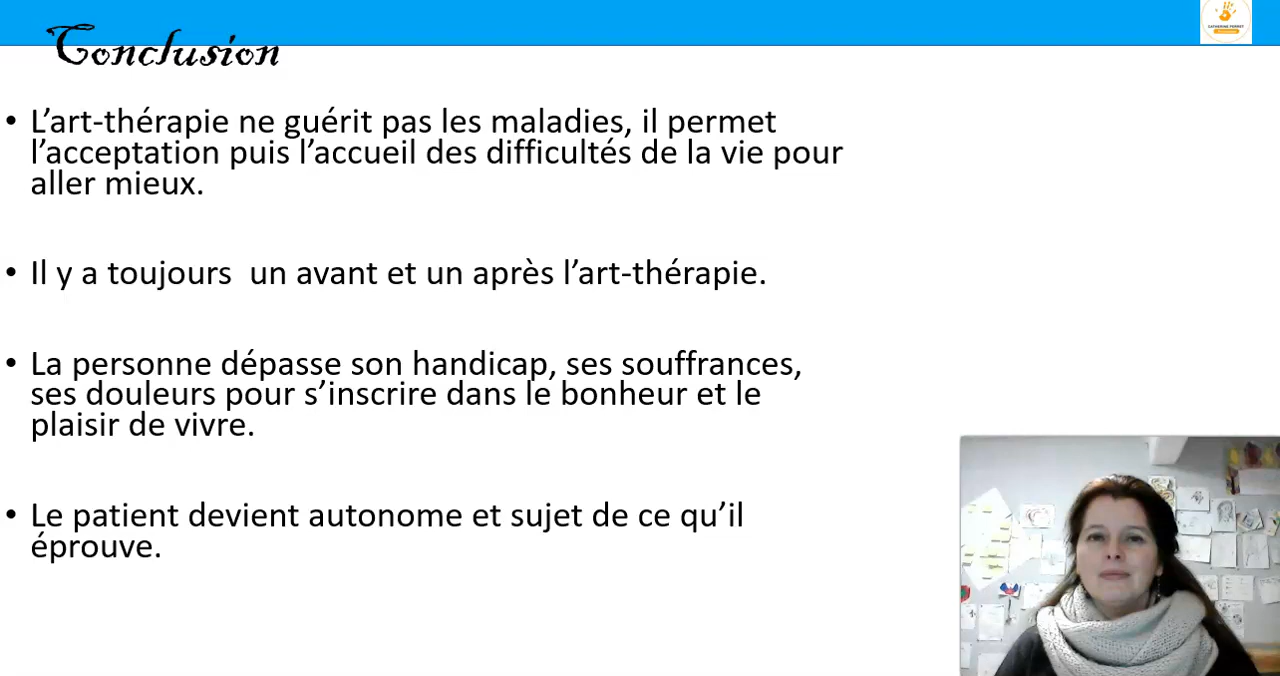 Conclusion
CATHERINE PERRET
• L’art-thérapie ne guérit pas les maladies, il permet
l’acceptation puis l’accueil des difficultés de la vie pour
aller mieux.
• Il y a toujours  un avant et un après l’art-thérapie.
• La personne dépasse son handicap, ses souffrances,
ses douleurs pour s’inscrire dans le bonheur et le
plaisir de vivre.
• Le patient devient autonome et sujet de ce qu’il
éprouve.